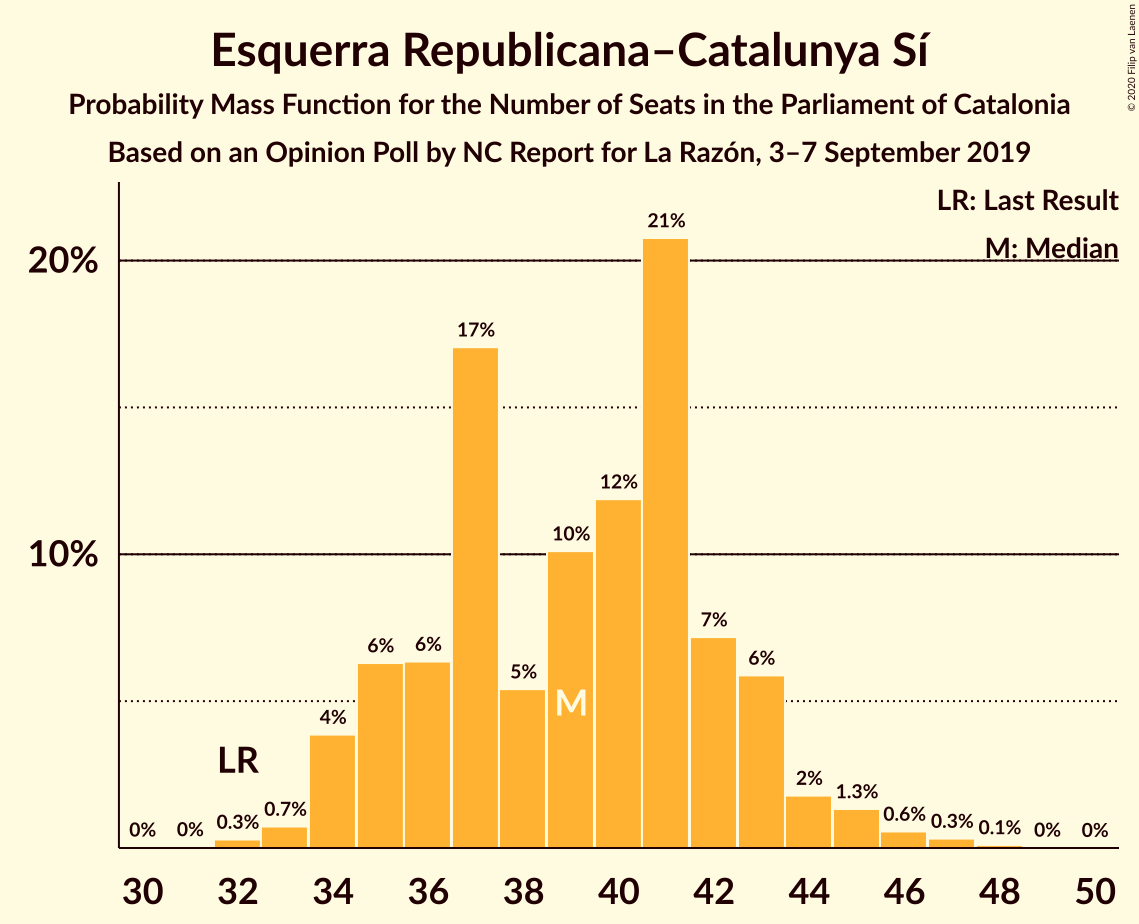 Esquerra Republicana–Catalunya Sí
Probability Mass Function for the Number of Seats in the Parliament of Catalonia
Based on an Opinion Poll by NC Report for La Razón, 3–7 September 2019
© 2020 Filip van Laenen
LR: Last Result
M: Median
20%
10%
0%
0%
0.3%
0.7%
4%
6%
6%
17%
5%
10%
12%
21%
7%
6%
2%
1.3%
0.6%
0.3%
0.1%
0%
0%
LR
M
30 32 34 36 38 40 42 44 46 48 50